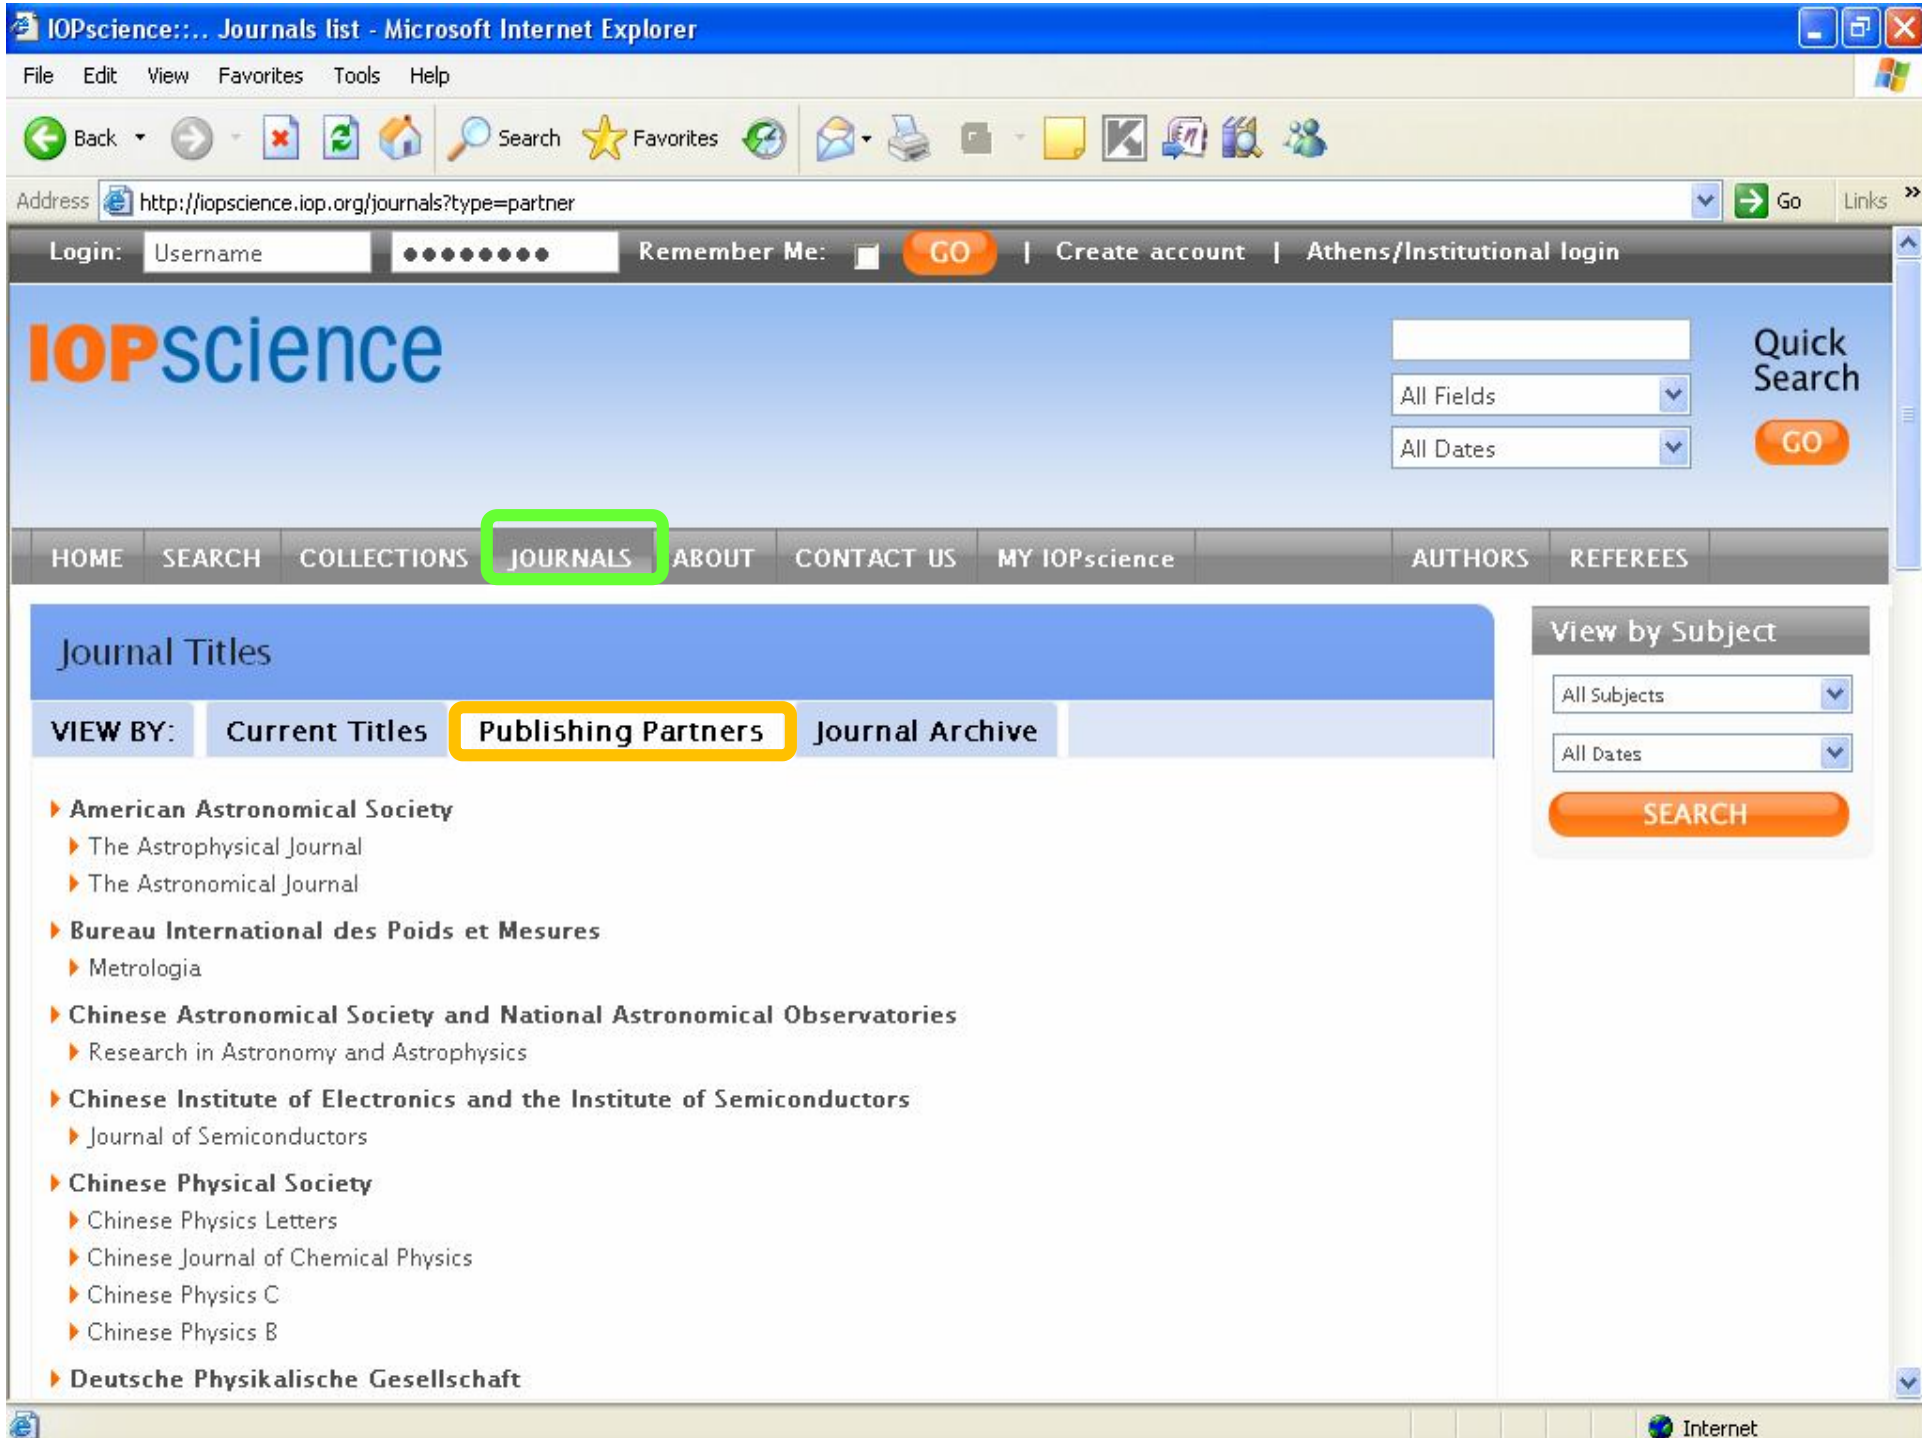 IOPscience::.. Journals list - Microsoft Internet Explorer
File Edit View Favorites Tools Help
Back Search Favorites
Address http://iopscience.iop.org/journals?type=partner Go Links »
Login: Username ●●●●●●●● Remember Me: GO | Create account | Athens/Institutional login
IOPscience
Quick
Search
All Fields
All Dates
GO
HOME SEARCH COLLECTIONS JOURNALS ABOUT CONTACT US MY IOPscience AUTHORS REFEREES
Journal Titles
VIEW BY: Current Titles Publishing Partners Journal Archive
American Astronomical Society
The Astrophysical Journal
The Astronomical Journal
Bureau International des Poids et Mesures
Metrologia
Chinese Astronomical Society and National Astronomical Observatories
Research in Astronomy and Astrophysics
Chinese Institute of Electronics and the Institute of Semiconductors
Journal of Semiconductors
Chinese Physical Society
Chinese Physics Letters
Chinese Journal of Chemical Physics
Chinese Physics C
Chinese Physics B
Deutsche Physikalische Gesellschaft
View by Subject
All Subjects
All Dates
SEARCH
Internet